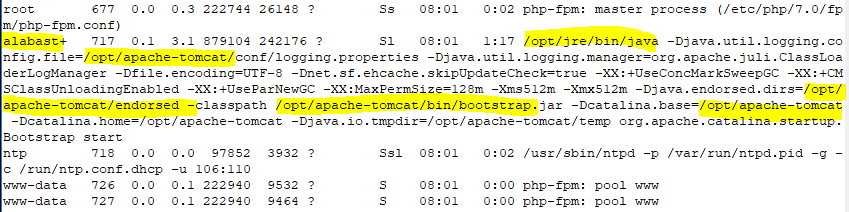 root       677  0.0  0.3 222744 26148 ?        Ss   08:01   0:02 php-fpm: master process (/etc/php/7.0/fp
m/php-fpm.conf)
alabast+   717  0.1  3.1 879104 242176 ?       Sl   08:01   1:17 /opt/jre/bin/java -Djava.util.logging.co
nfig.file=/opt/apache-tomcat/conf/logging.properties -Djava.util.logging.manager=org.apache.juli.ClassLoa
derLogManager -Dfile.encoding=UTF-8 -Dnet.sf.ehcache.skipUpdateCheck=true -XX:+UseConcMarkSweepGC -XX:+CM
SClassUnloadingEnabled -XX:+UseParNewGC -XX:MaxPermSize=128m -Xms512m -Xmx512m -Djava.endorsed.dirs=/opt/
apache-tomcat/endorsed -classpath /opt/apache-tomcat/bin/bootstrap.jar -Dcatalina.base=/opt/apache-tomcat
-Dcatalina.home=/opt/apache-tomcat -Djava.io.tmpdir=/opt/apache-tomcat/temp org.apache.catalina.startup.
Bootstrap start
ntp        718  0.0  0.0  97852  3932 ?        Ssl  08:01   0:02 /usr/sbin/ntpd -p /var/run/ntpd.pid -g -
c /run/ntp.conf.dhcp -u 106:110
www-data   726  0.0  0.1 222940  9532 ?        S    08:01   0:00 php-fpm: pool www
www-data   727  0.0  0.1 222940  9464 ?        S    08:01   0:00 php-fpm: pool www